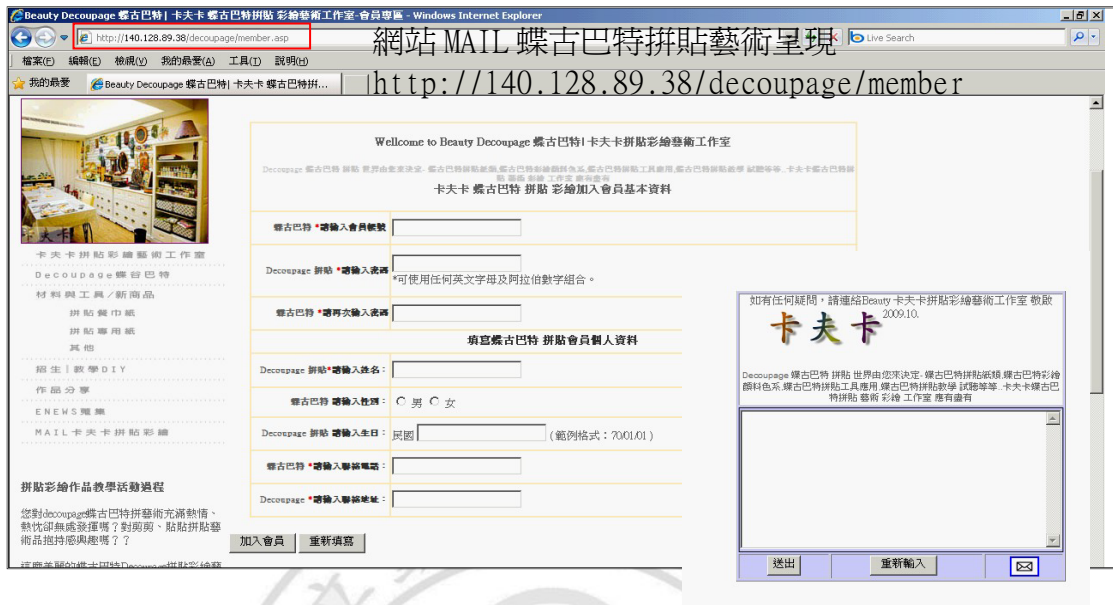 Beauty Decoupage 蝶古巴特| 卡夫卡 蝶古巴特拼貼 彩繪藝術工作室-會員專區 - Windows Internet Explorer
http://140.128.89.38/decoupage/member.asp
Live Search
網站 MAIL 蝶古巴特拼貼藝術呈現
http://140.128.89.38/decoupage/member
檔案(F) 編輯(E) 檢視(V) 我的最愛(A) 工具(T) 說明(H)
我的最愛 Beauty Decoupage 蝶古巴特| 卡夫卡 蝶古巴特拼...
卡夫卡
卡夫卡拼貼彩繪藝術工作室
Decoupage蝶谷巴特
材料與工具/新商品
拼貼餐巾紙
拼貼專用紙
其他
招生|教學DIY
作品分享
ENEWS蒐集
MAIL卡夫卡拼貼彩繪
拼貼彩繪作品教學活動過程
您對decoupage蝶古巴特拼藝術充滿熱情、
熱忱卻無處發揮嗎？對剪剪、貼貼拼貼藝
術品抱持感興趣嗎？？
Wellcome to Beauty Decoupage 蝶古巴特| 卡夫卡拼貼彩繪藝術工作室
卡夫卡 蝶古巴特 拼貼 彩繪加入會員基本資料
蝶古巴特 *請輸入會員帳號
Decoupage 拼貼 *請輸入密碼
*可使用任何英文字母及阿拉伯數字組合。
蝶古巴特 *請再次輸入密碼
填寫蝶古巴特 拼貼會員個人資料
Decoupage 拼貼*請輸入姓名：
蝶古巴特 請輸入性別： 男 女
Decoupage 拼貼 請輸入生日： 民國 (範例格式：70/01/01 )
蝶古巴特 *請輸入聯絡電話：
Decoupage *請輸入聯絡地址：
加入會員 重新填寫
如有任何疑問，請連絡Beauty 卡夫卡拼貼彩繪藝術工作室 敬啟
2009.10.
卡夫卡
Decoupage 蝶古巴特 拼貼 世界由您來決定- 蝶古巴特拼貼紙類,蝶古巴特彩繪
顏料色系,蝶古巴特拼貼工具應用,蝶古巴特拼貼教學 試聽等等..卡夫卡蝶古巴
特拼貼 藝術 彩繪 工作室 應有盡有
送出 重新輸入